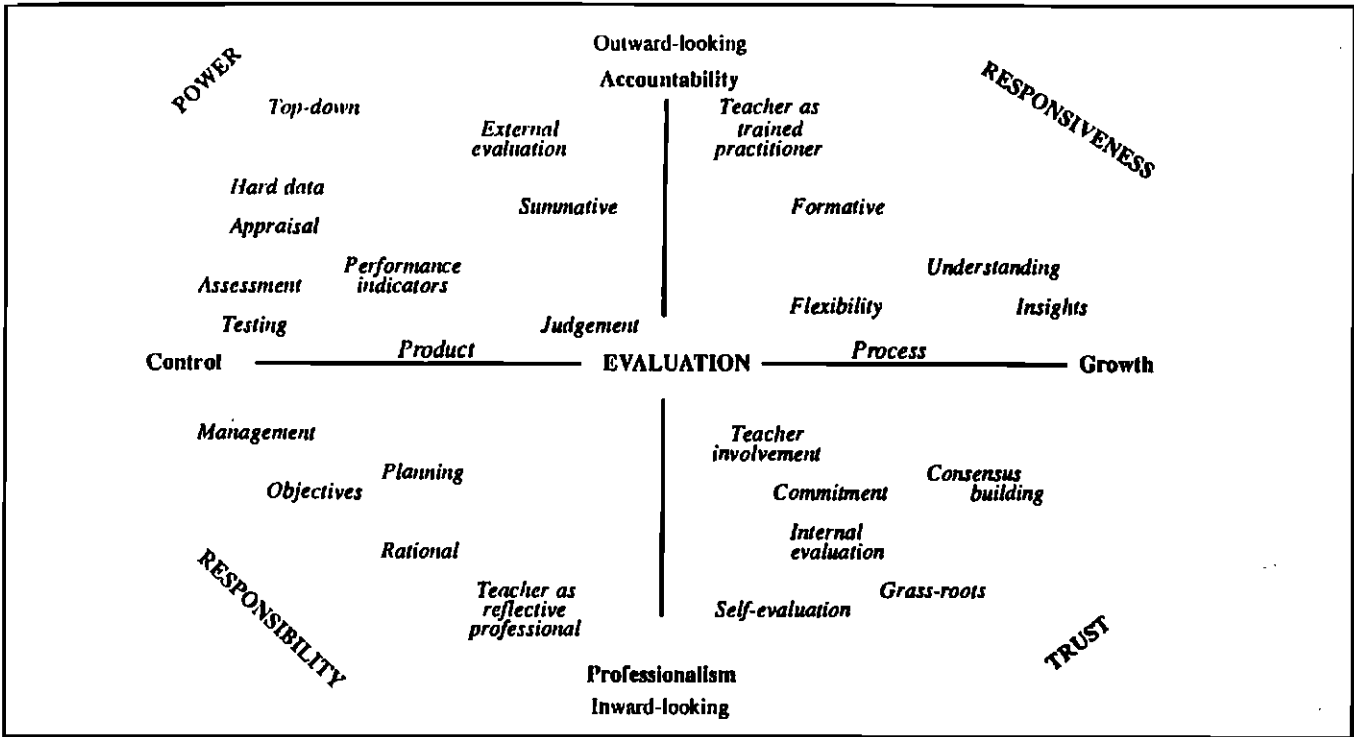 Outward-looking
POWER
Accountability
RESPONSIVENESS
Top-down
Teacher as
trained
practitioner
External
evaluation
Hard data
Summative
Formative
Appraisal
Performance
indicators
Understanding
Assessment
Flexibility
Insights
Testing
Judgement
Product
Process
Control
EVALUATION
Growth
Management
Teacher
involvement
Planning
Consensus
building
Objectives
Commitment
Internal
evaluation
Rational
RESPONSIBILITY
Teacher as
reflective
professional
Grass-roots
Self-evaluation
TRUST
Professionalism
Inward-looking